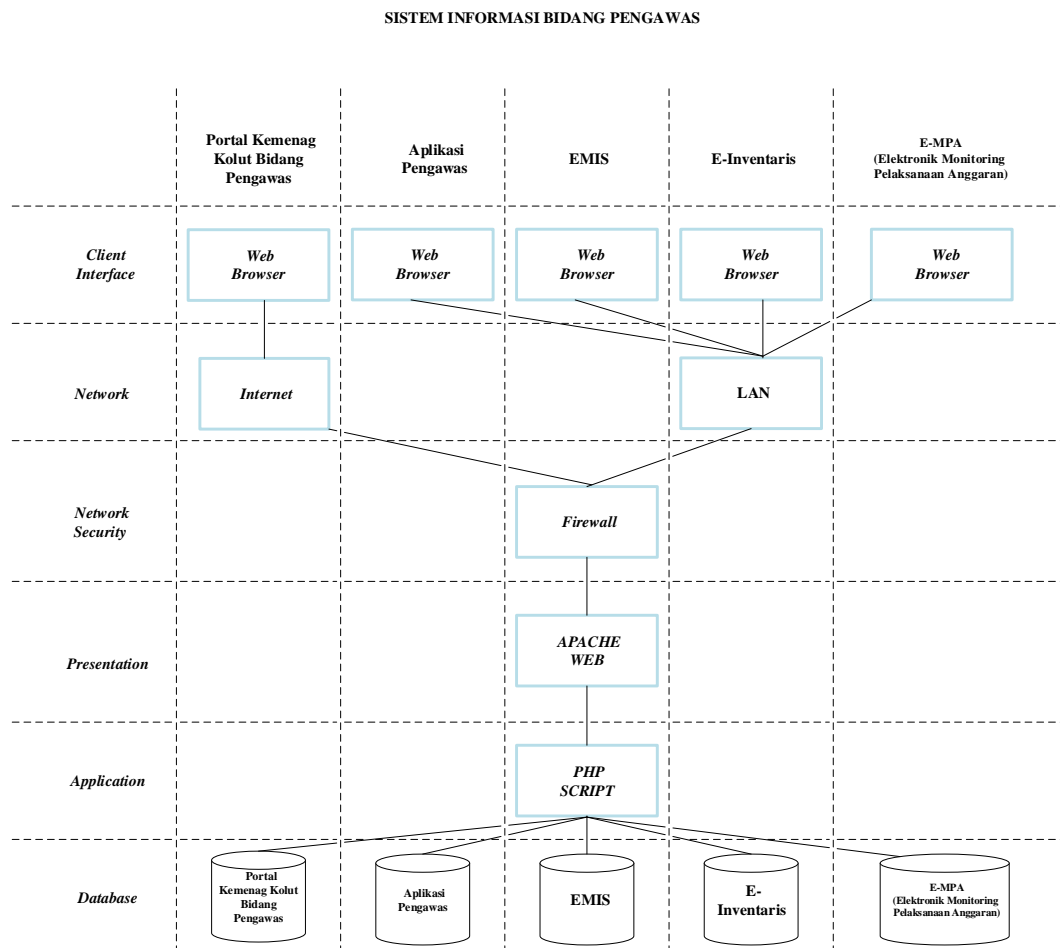 SISTEM INFORMASI BIDANG PENGAWAS
Portal Kemenag
Kolut Bidang
Pengawas
Aplikasi
Pengawas
EMIS
E-Inventaris
E-MPA
(Elektronik Monitoring
Pelaksanaan Anggaran)
Client
Interface
Web
Browser
Web
Browser
Web
Browser
Web
Browser
Web
Browser
Network
Internet
LAN
Network
Security
Firewall
Presentation
APACHE
WEB
Application
PHP
SCRIPT
Database
Portal
Kemenag Kolut
Bidang
Pengawas
Aplikasi
Pengawas
EMIS
E-
Inventaris
E-MPA
(Elektronik Monitoring
Pelaksanaan Anggaran)